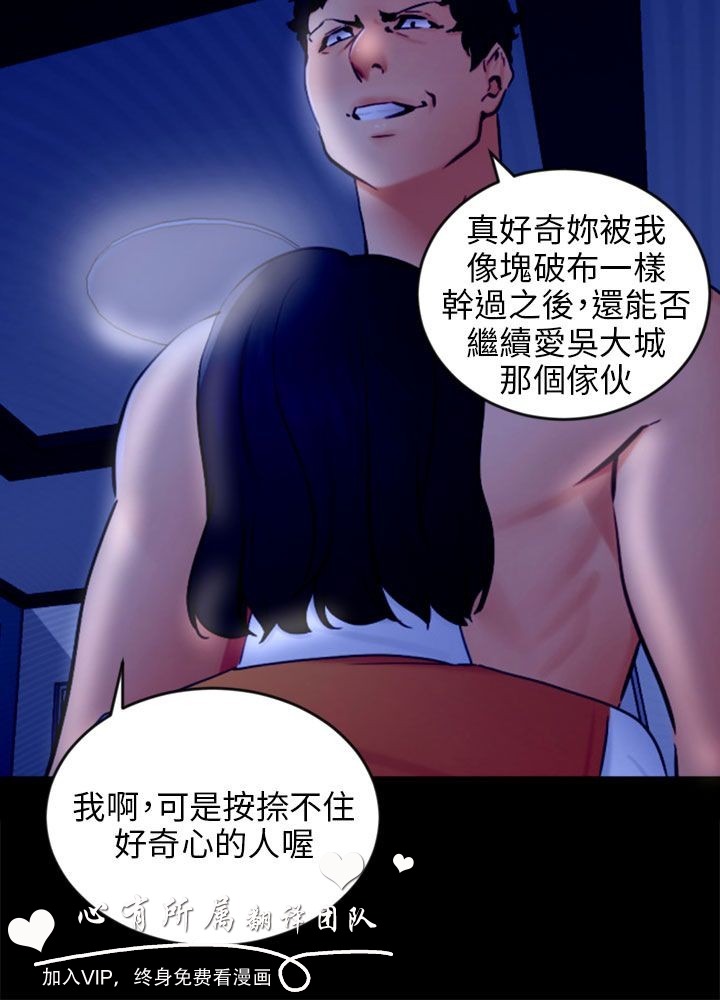 真好奇妳被我
像塊破布一樣
幹過之後，還能否
繼續愛吳大城
那個傢伙
我啊，可是按捺不住
好奇心的人喔
心有所属翻译团队
加入VIP，终身免费看漫画